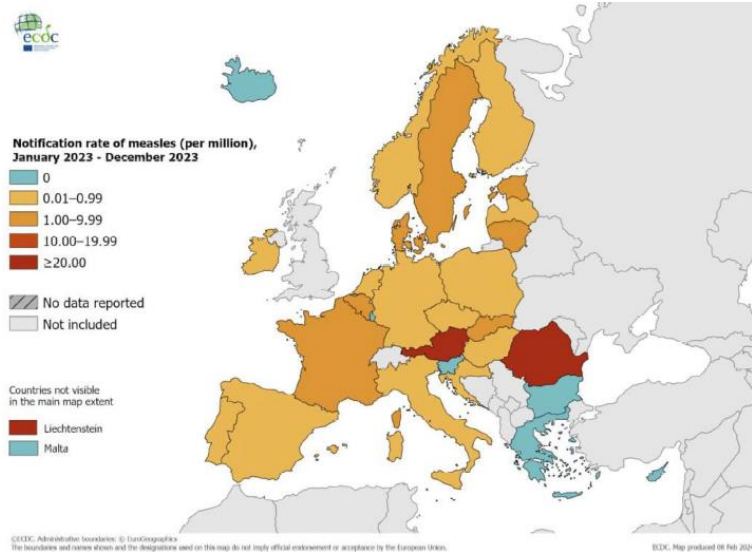 ecdc
Notification rate of measles (per million),
January 2023 - December 2023
0
0.01–0.99
1.00–9.99
10.00–19.99
≥20.00
No data reported
Not included
Countries not visible
in the main map extent
Liechtenstein
Malta
©ECDC. Administrative boundaries: © EuroGeographics
The boundaries and names shown and the designations used on this map do not imply official endorsement or acceptance by the European Union.
ECDC. Map produced 08 Feb 202